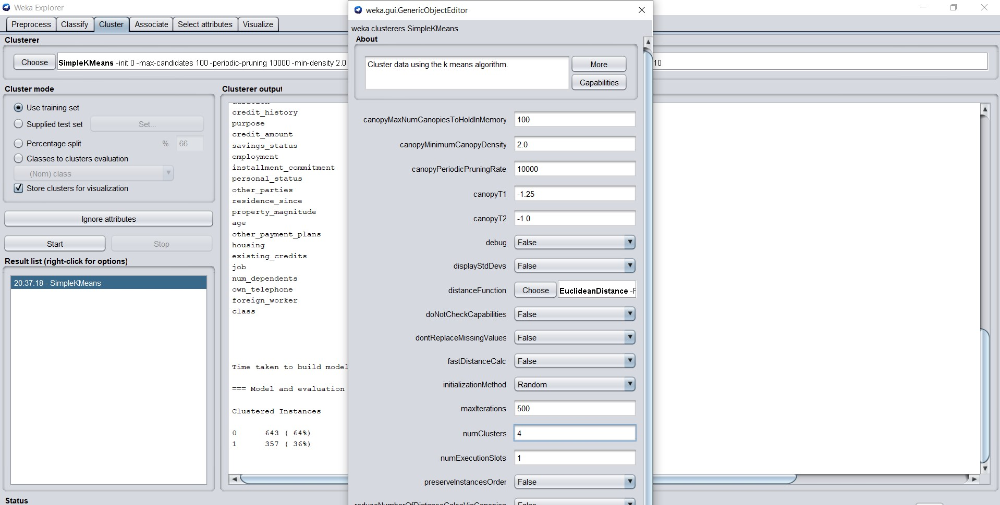 Weka Explorer
Preprocess Classify Cluster Associate Select attributes Visualize
Clusterer
Choose SimpleKMeans -init 0 -max-candidates 100 -periodic-pruning 10000 -min-density 2.0
10
Cluster mode
Use training set
Supplied test set Set...
Percentage split % 66
Classes to clusters evaluation
(Nom) class
Store clusters for visualization
Ignore attributes
Start Stop
Result list (right-click for options)
20:37:18 - SimpleKMeans
Status
Clusterer output
credit_history
purpose
credit_amount
savings_status
employment
installment_commitment
personal_status
other_parties
residence_since
property_magnitude
age
other_payment_plans
housing
existing_credits
job
num_dependents
own_telephone
foreign_worker
class
Time taken to build model
=== Model and evaluation
Clustered Instances
0 643 ( 64%)
1 357 ( 36%)
weka.gui.GenericObjectEditor
weka.clusterers.SimpleKMeans
About
Cluster data using the k means algorithm.
More
Capabilities
canopyMaxNumCanopiesToHoldInMemory 100
canopyMinimumCanopyDensity 2.0
canopyPeriodicPruningRate 10000
canopyT1 -1.25
canopyT2 -1.0
debug False
displayStdDevs False
distanceFunction Choose EuclideanDistance
doNotCheckCapabilities False
dontReplaceMissingValues False
fastDistanceCalc False
initializationMethod Random
maxIterations 500
numClusters 4
numExecutionSlots 1
preserveInstancesOrder False